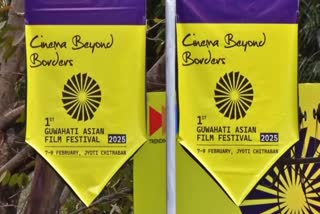 Cinema Beyond
Borders
1st
GUWAHATI ASIAN
FILM FESTIVAL 2025
7-9 FEBRUARY, JYOTI CHITRABAN
Cinema Beyond
Borders
1st
GUWAHATI ASIAN
FILM FESTIVAL 2025
7-9 FEBRUARY, JYOTI CHITRABAN